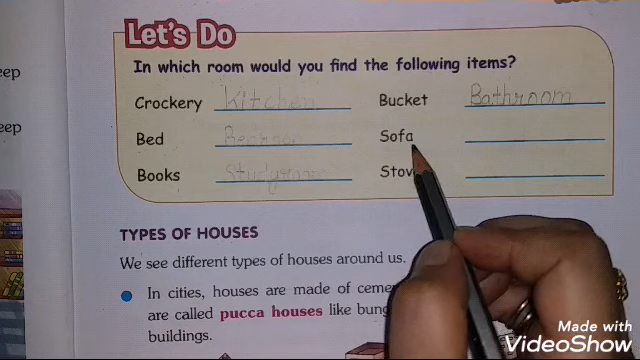 Let's Do
In which room would you find the following items?
eep
Crockery Kitchen Bucket Bathroom
eep
Bed Bedroom Sofa
Books Studyroom Stov
TYPES OF HOUSES
We see different types of houses around us.
In cities, houses are made of ceme
are called pucca houses like bung
buildings.
Made with
VideoShow